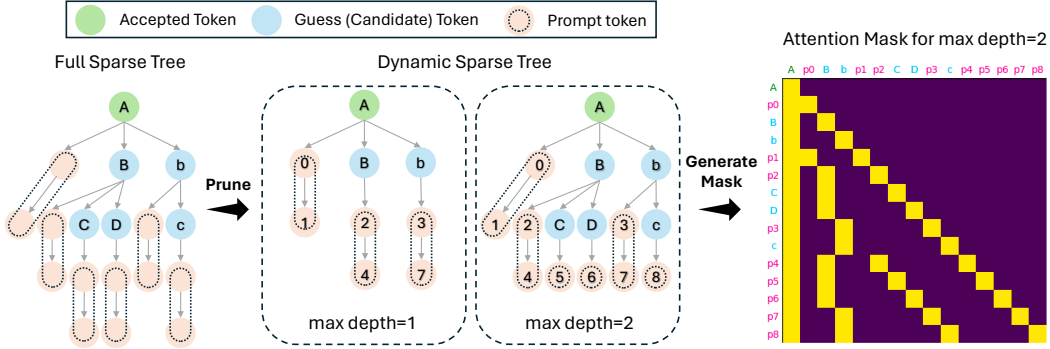 Accepted Token Guess (Candidate) Token Prompt token
Full Sparse Tree
Dynamic Sparse Tree
Attention Mask for max depth=2
A
B b
C D c
Prune
A
0 B b
1 2 3
4 7
max depth=1
A
0 B b
1 2 C D 3 c
4 5 6 7 8
max depth=2
Generate
Mask
A p0 B b p1 p2 C D p3 c p4 p5 p6 p7 p8
A
p0
B
b
p1
p2
C
D
p3
c
p4
p5
p6
p7
p8